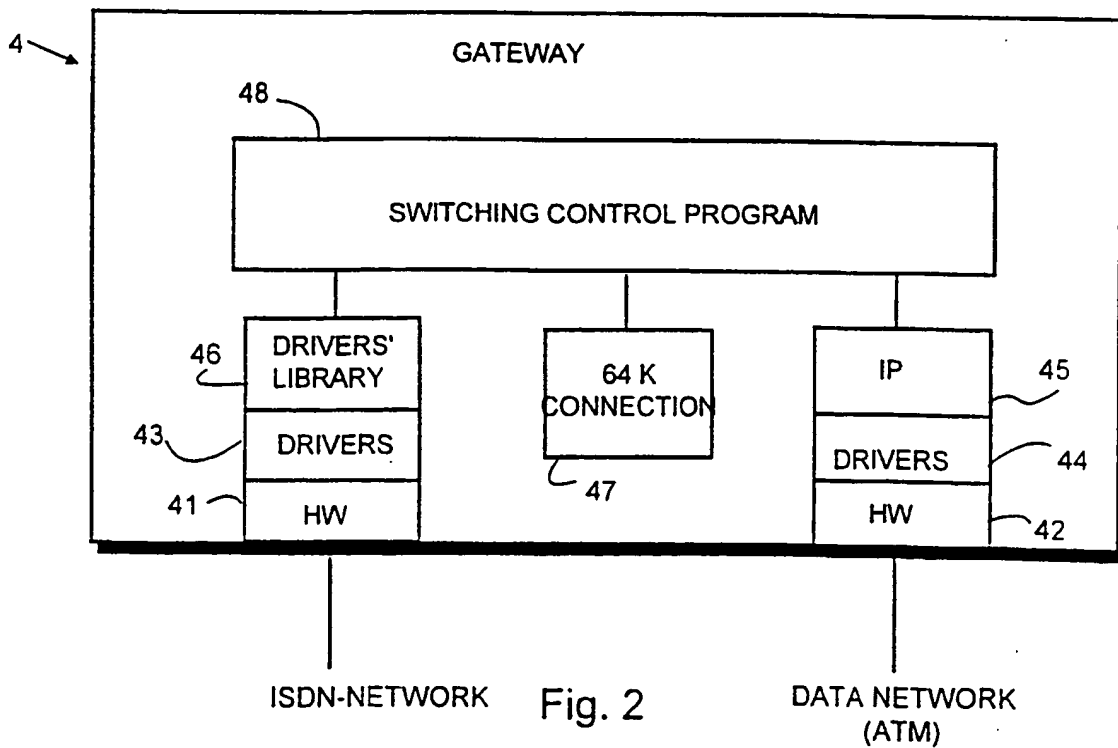 4
GATEWAY
48
SWITCHING CONTROL PROGRAM
46
DRIVERS'
LIBRARY
43
DRIVERS
41
HW
64 K
CONNECTION
47
IP
45
DRIVERS
44
HW
42
ISDN-NETWORK
Fig. 2
DATA NETWORK
(ATM)